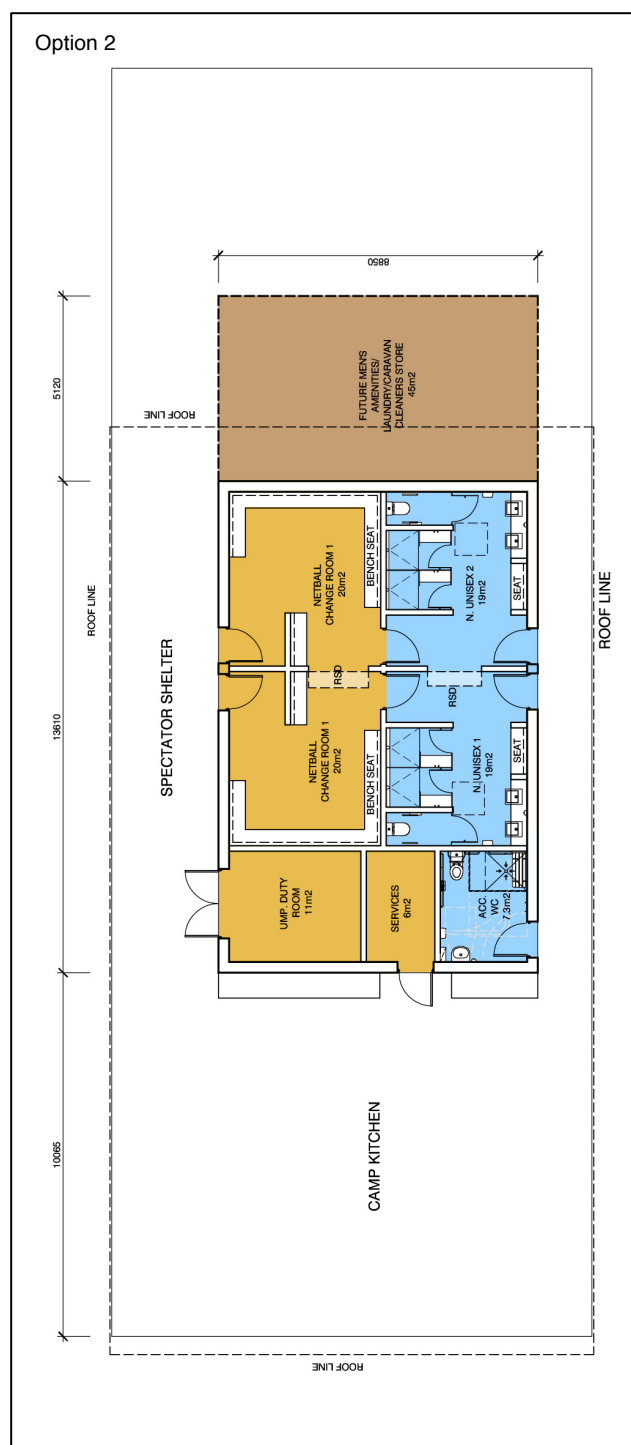 Option 2
8850
5120
ROOF LINE
FUTURE MEN'S
AMENITIES/
LAUNDRY/CARAVAN
CLEANERS STORE
45m2
ROOF LINE
SPECTATOR SHELTER
13610
NETBALL
CHANGE ROOM 1
20m2
BENCH SEAT
N. UNISEX 2
19m2
SEAT
ROOF LINE
RSD
RSD
NETBALL
CHANGE ROOM 1
20m2
BENCH SEAT
N. UNISEX 1
19m2
SEAT
UMP. DUTY
ROOM
11m2
SERVICES
6m2
ACC.
WC
7.3m2
10065
CAMP KITCHEN
ROOF LINE